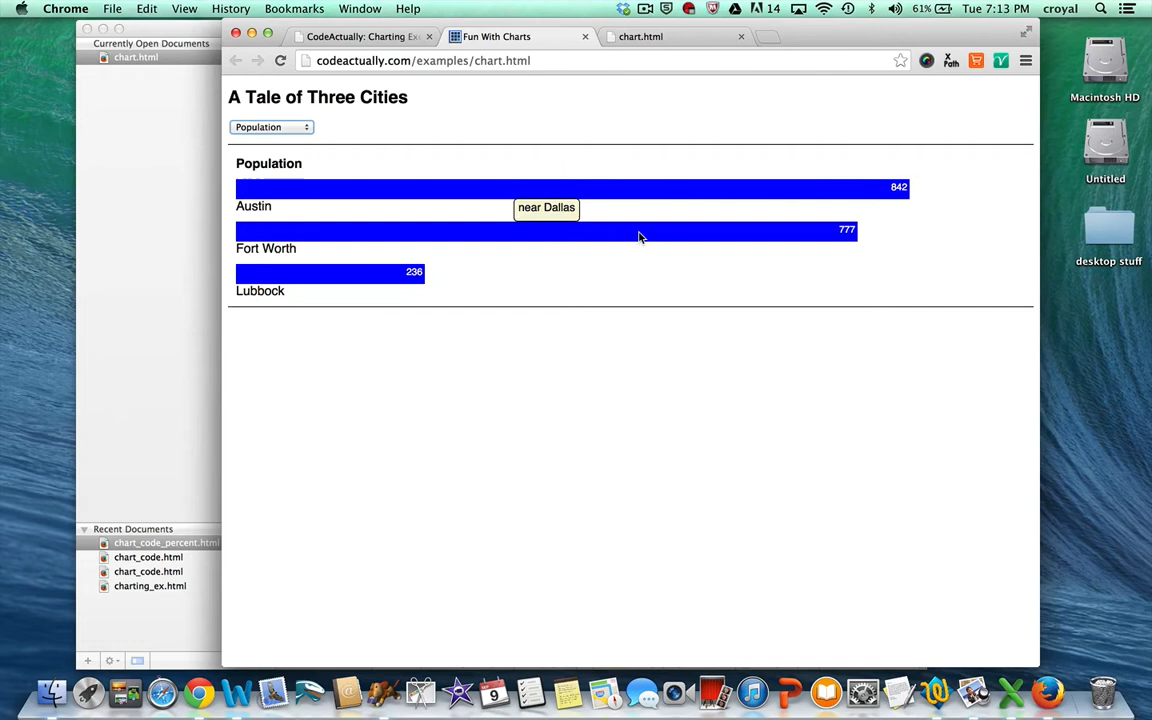 Chrome File Edit View History Bookmarks Window Help 14 61% Tue 7:13 PM croyal
Currently Open Documents
chart.html
CodeActually: Charting Ex
Fun With Charts
chart.html
codeactually.com/examples/chart.html
X
Path
Macintosh HD
Untitled
desktop stuff
A Tale of Three Cities
Population
Population
842
Austin
near Dallas
777
Fort Worth
236
Lubbock
Recent Documents
chart_code_percent.html
chart_code.html
chart_code.html
charting_ex.html